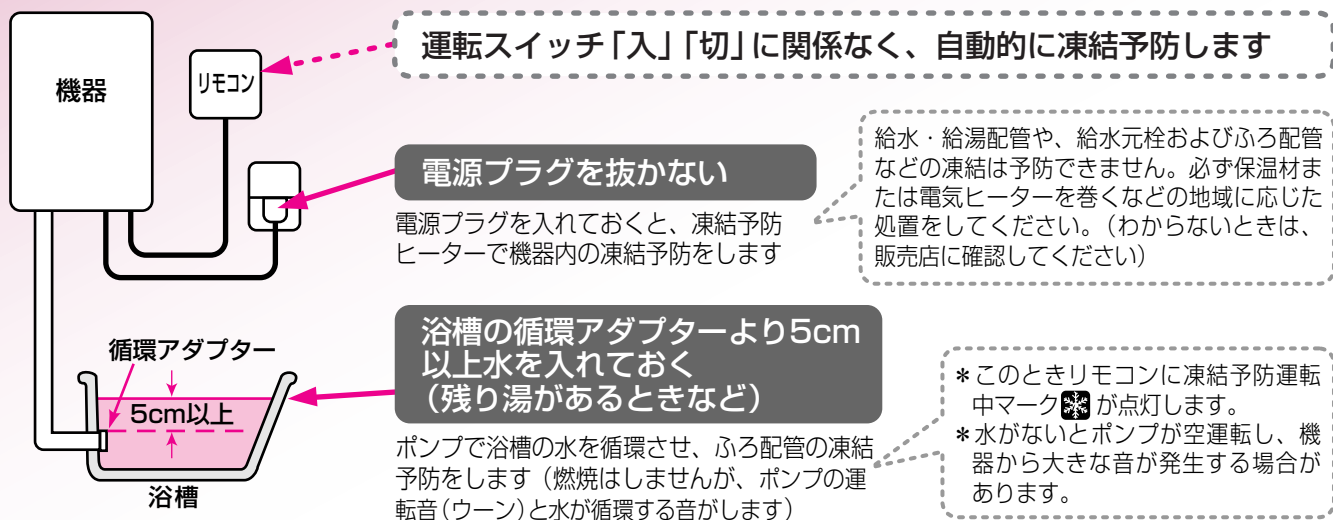 運転スイッチ「入」「切」に関係なく、自動的に凍結予防します
機器
リモコン
電源プラグを抜かない
電源プラグを入れておくと、凍結予防
ヒーターで機器内の凍結予防をします
給水・給湯配管や、給水元栓およびふろ配管
などの凍結は予防できません。必ず保温材ま
たは電気ヒーターを巻くなどの地域に応じた
処置をしてください。（わからないときは、
販売店に確認してください）
循環アダプター
5cm以上
浴槽
浴槽の循環アダプターより5cm
以上水を入れておく
（残り湯があるときなど）
ポンプで浴槽の水を循環させ、ふろ配管の凍結
予防をします（燃焼はしませんが、ポンプの運
転音（ウーン）と水が循環する音がします）
＊このときリモコンに凍結予防運転
中マーク が点灯します。
＊水がないとポンプが空運転し、機
器から大きな音が発生する場合が
あります。